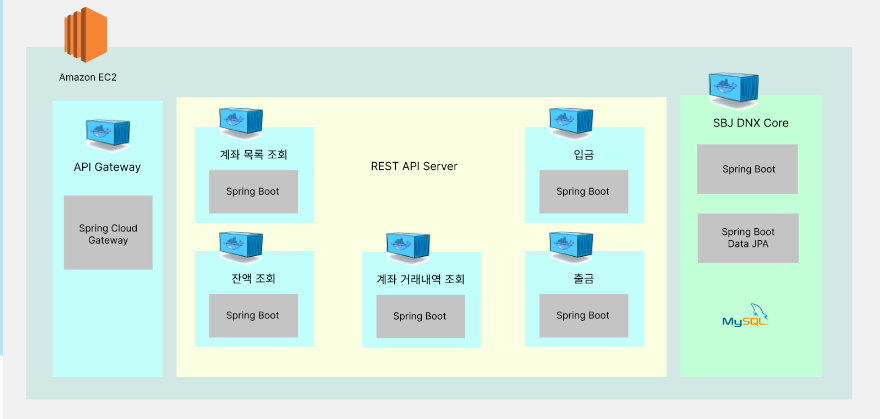 Amazon EC2
API Gateway
Spring Cloud
Gateway
REST API Server
계좌 목록 조회
Spring Boot
입금
Spring Boot
잔액 조회
Spring Boot
계좌 거래내역 조회
Spring Boot
출금
Spring Boot
SBJ DNX Core
Spring Boot
Spring Boot
Data JPA
MySQL